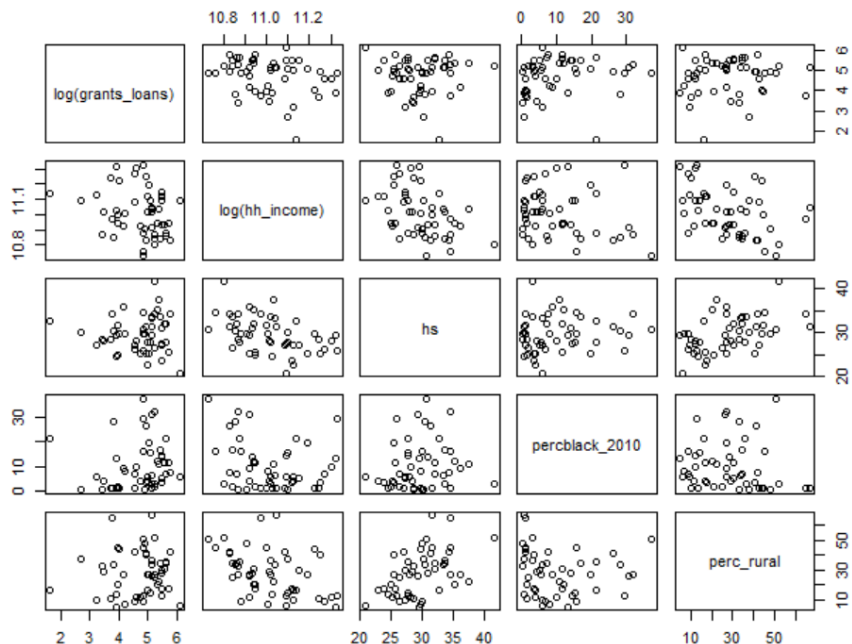 10.8 11.0 11.2 0 10 20 30
log(grants_loans) 2 3 4 5 6
10.8 11.1 log(hh_income)
hs 20 30 40
0 10 30 percblack_2010
perc_rural 10 30 50
2 3 4 5 6 20 25 30 35 40 10 30 50